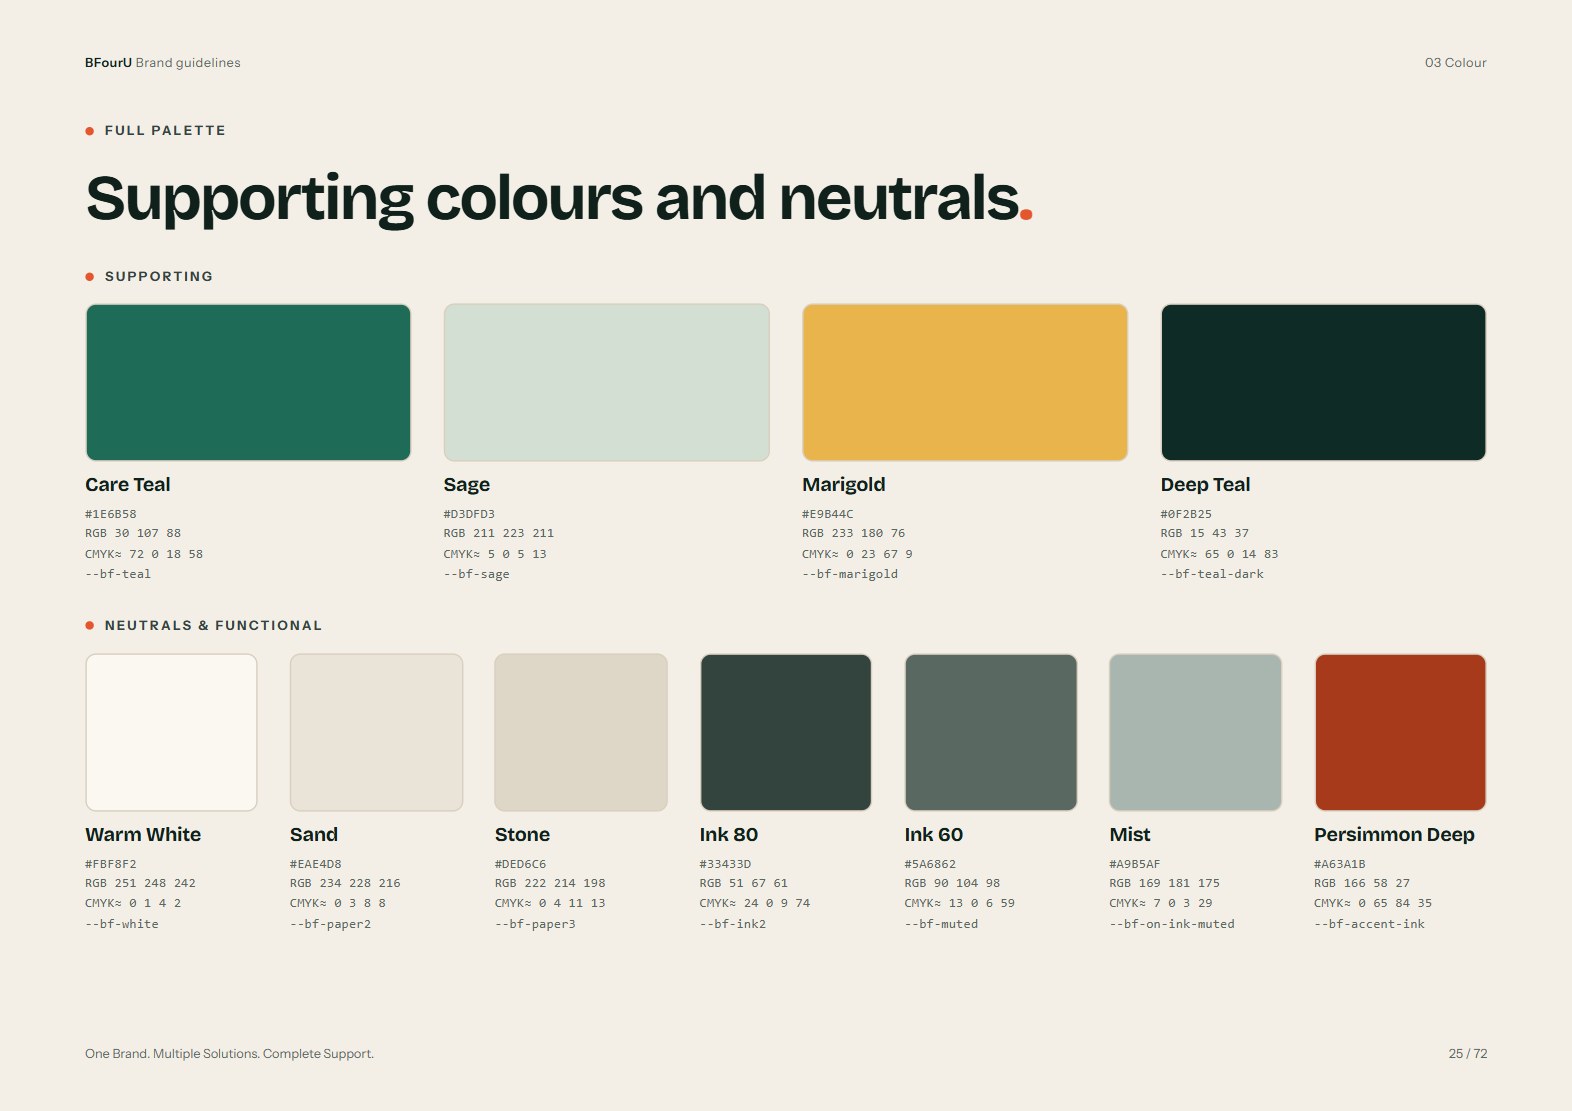 BFourU Brand guidelines
03 Colour
FULL PALETTE
Supporting colours and neutrals.
SUPPORTING
Care Teal
#1E6B58
RGB 30 107 88
CMYK≈ 72 0 18 58
--bf-teal
Sage
#D3DFD3
RGB 211 223 211
CMYK≈ 5 0 5 13
--bf-sage
Marigold
#E9B44C
RGB 233 180 76
CMYK≈ 0 23 67 9
--bf-marigold
Deep Teal
#0F2B25
RGB 15 43 37
CMYK≈ 65 0 14 83
--bf-teal-dark
NEUTRALS & FUNCTIONAL
Warm White
#FBF8F2
RGB 251 248 242
CMYK≈ 0 1 4 2
--bf-white
Sand
#EAE4D8
RGB 234 228 216
CMYK≈ 0 3 8 8
--bf-paper2
Stone
#DED6C6
RGB 222 214 198
CMYK≈ 0 4 11 13
--bf-paper3
Ink 80
#33433D
RGB 51 67 61
CMYK≈ 24 0 9 74
--bf-ink2
Ink 60
#5A6862
RGB 90 104 98
CMYK≈ 13 0 6 59
--bf-muted
Mist
#A9B5AF
RGB 169 181 175
CMYK≈ 7 0 3 29
--bf-on-ink-muted
Persimmon Deep
#A63A1B
RGB 166 58 27
CMYK≈ 0 65 84 35
--bf-accent-ink
One Brand. Multiple Solutions. Complete Support.
25 / 72